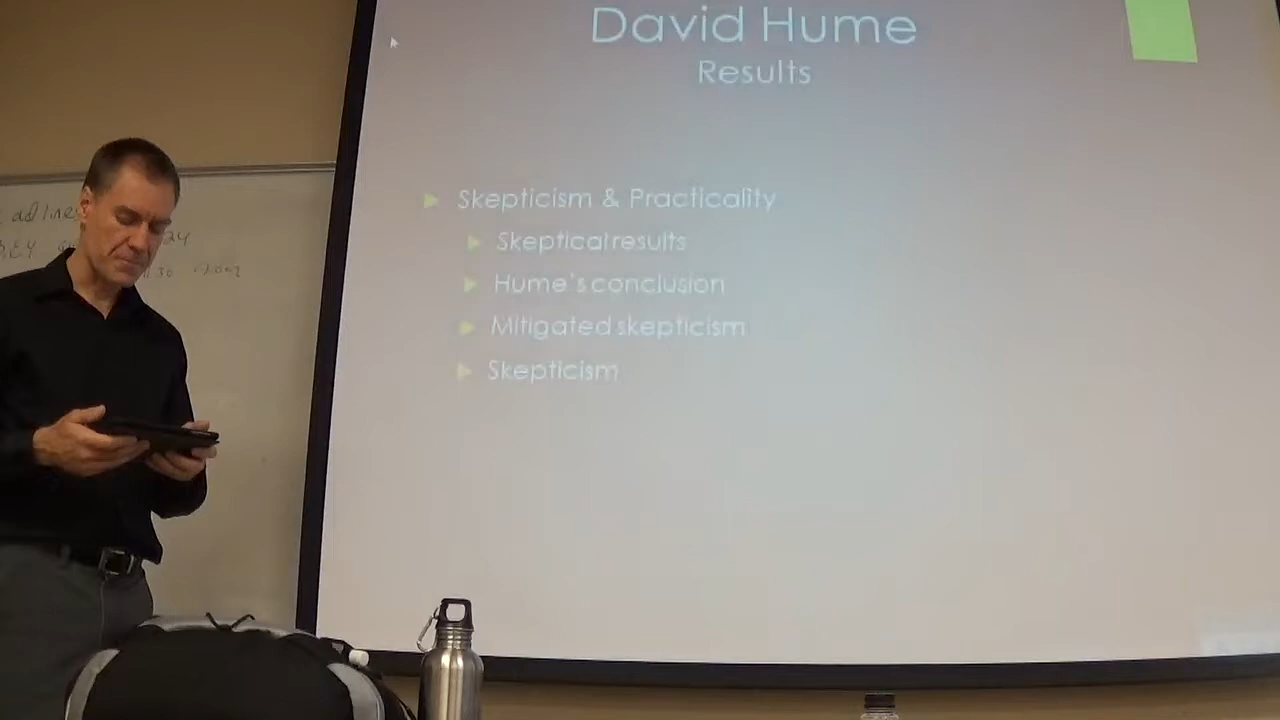 David Hume
Results
Skepticism & Practicality
Skeptical results
Hume's conclusion
Mitigated skepticism
Skepticism